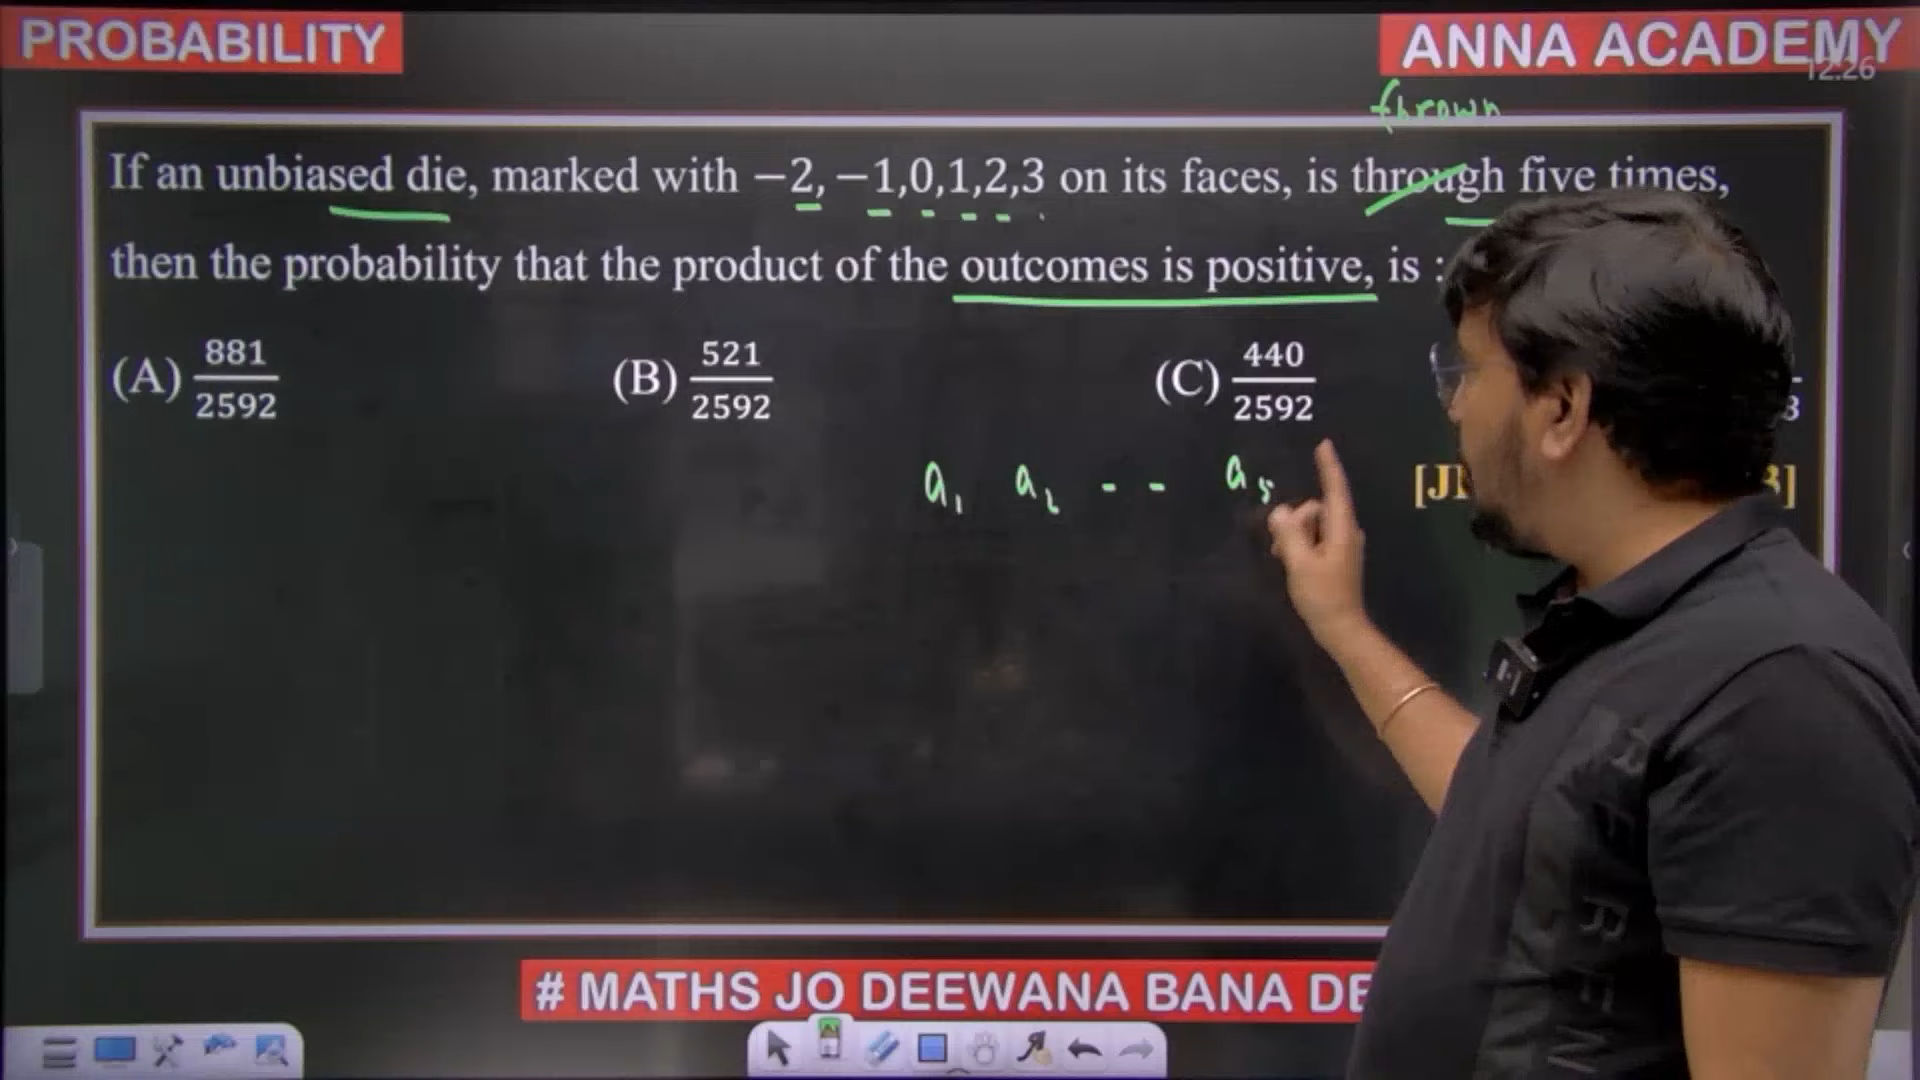 PROBABILITY
ANNA ACADEMY
12:26
thrown
If an unbiased die, marked with −2, −1,0,1,2,3 on its faces, is through five times,
then the probability that the product of the outcomes is positive, is :
(A) 881/2592 (B) 521/2592 (C) 440/2592
a₁ a₂ - - a₅
# MATHS JO DEEWANA BANA DE